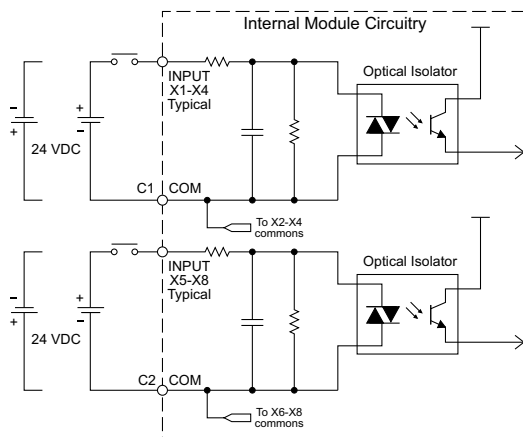 Internal Module Circuitry
INPUT
X1-X4
Typical
Optical Isolator
-
+
+
-
24 VDC
C1
COM
To X2-X4
commons
INPUT
X5-X8
Typical
Optical Isolator
-
+
+
-
24 VDC
C2
COM
To X6-X8
commons